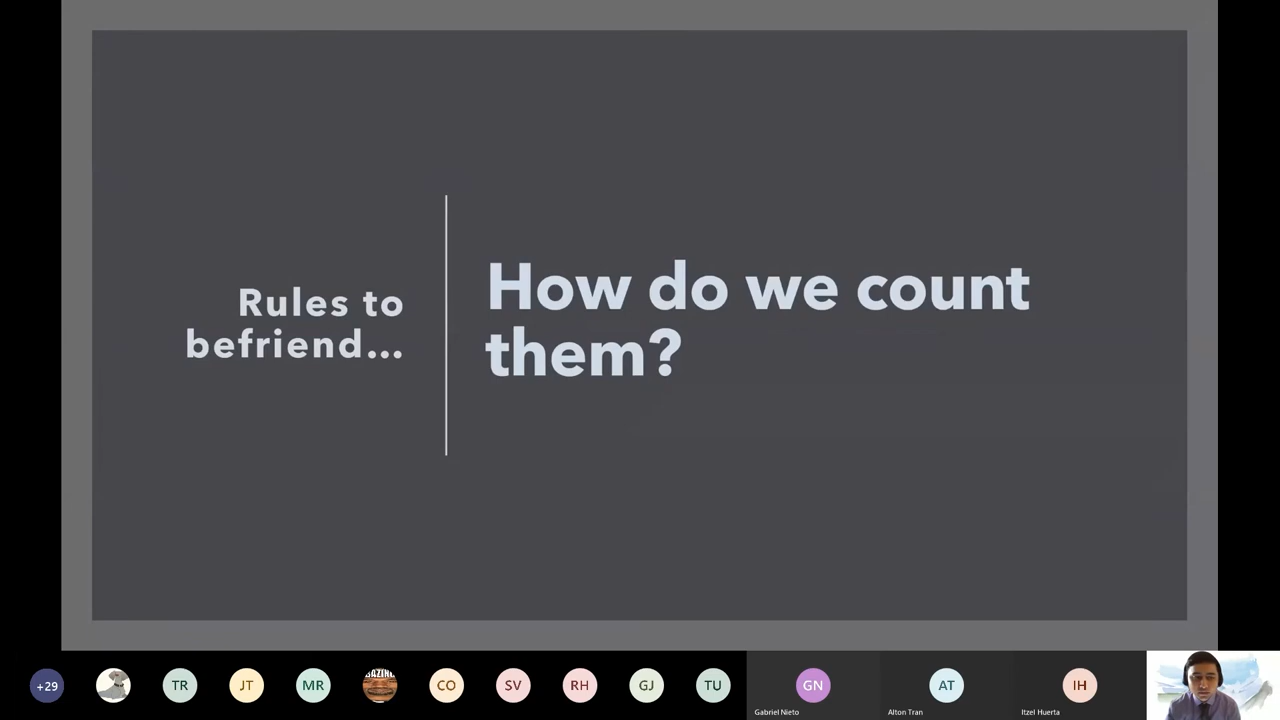 Rules to
befriend...
How do we count
them?
+29
TR
JT
MR
CO
SV
RH
GJ
TU
GN
Gabriel Nieto
AT
Alton Tran
IH
Itzel Huerta